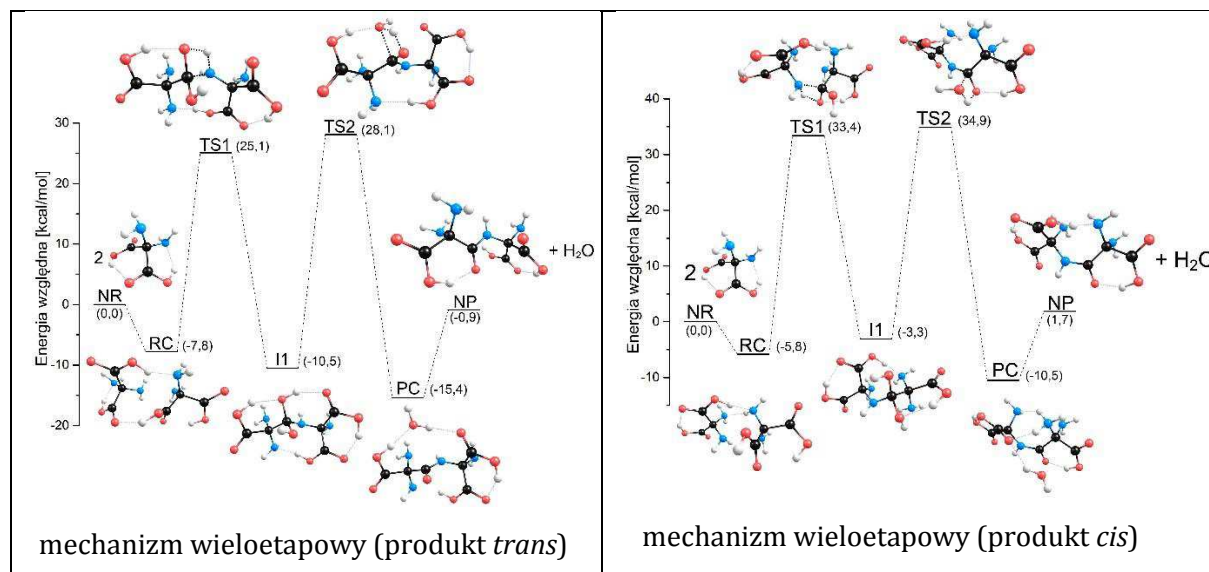 Energia względna [kcal/mol]
30
20
10
0
-10
-20
2
NR
(0,0)
RC (-7,8)
TS1 (25,1)
I1 (-10,5)
TS2 (28,1)
PC (-15,4)
NP
(-0,9)
+ H₂O
mechanizm wieloetapowy (produkt trans)
Energia względna [kcal/mol]
40
30
20
10
0
-10
2
NR
(0,0)
RC (-5,8)
TS1 (33,4)
I1 (-3,3)
TS2 (34,9)
PC (-10,5)
NP
(1,7)
+ H₂O
mechanizm wieloetapowy (produkt cis)